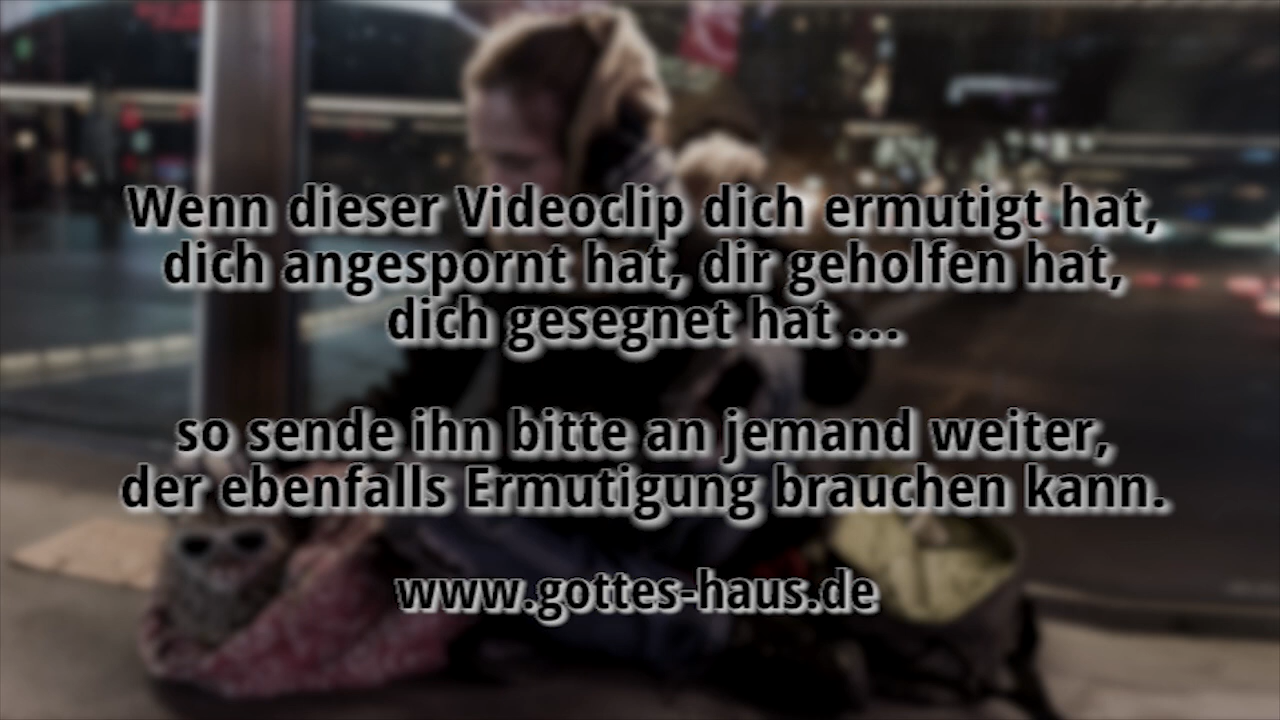 Wenn dieser Videoclip dich ermutigt hat,
dich angespornt hat, dir geholfen hat,
dich gesegnet hat ...
so sende ihn bitte an jemand weiter,
der ebenfalls Ermutigung brauchen kann.
www.gottes-haus.de